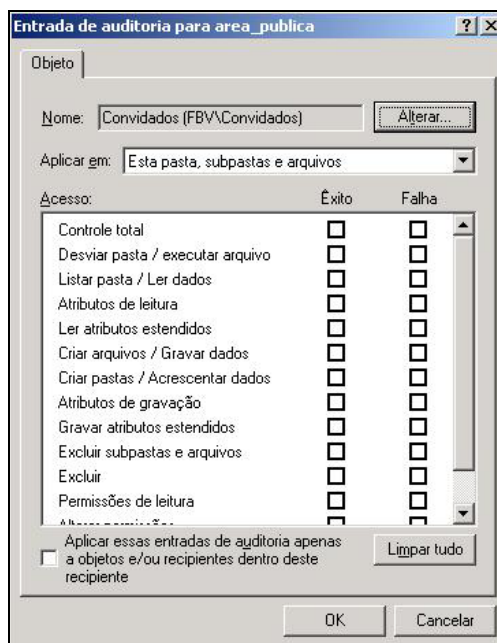 Entrada de auditoria para area_publica
Objeto
Nome: Convidados (FBV\Convidados) Alterar...
Aplicar em: Esta pasta, subpastas e arquivos
Acesso: Êxito Falha
Controle total
Desviar pasta / executar arquivo
Listar pasta / Ler dados
Atributos de leitura
Ler atributos estendidos
Criar arquivos / Gravar dados
Criar pastas / Acrescentar dados
Atributos de gravação
Gravar atributos estendidos
Excluir subpastas e arquivos
Excluir
Permissões de leitura
Aplicar essas entradas de auditoria apenas
a objetos e/ou recipientes dentro deste
recipiente
Limpar tudo
OK Cancelar